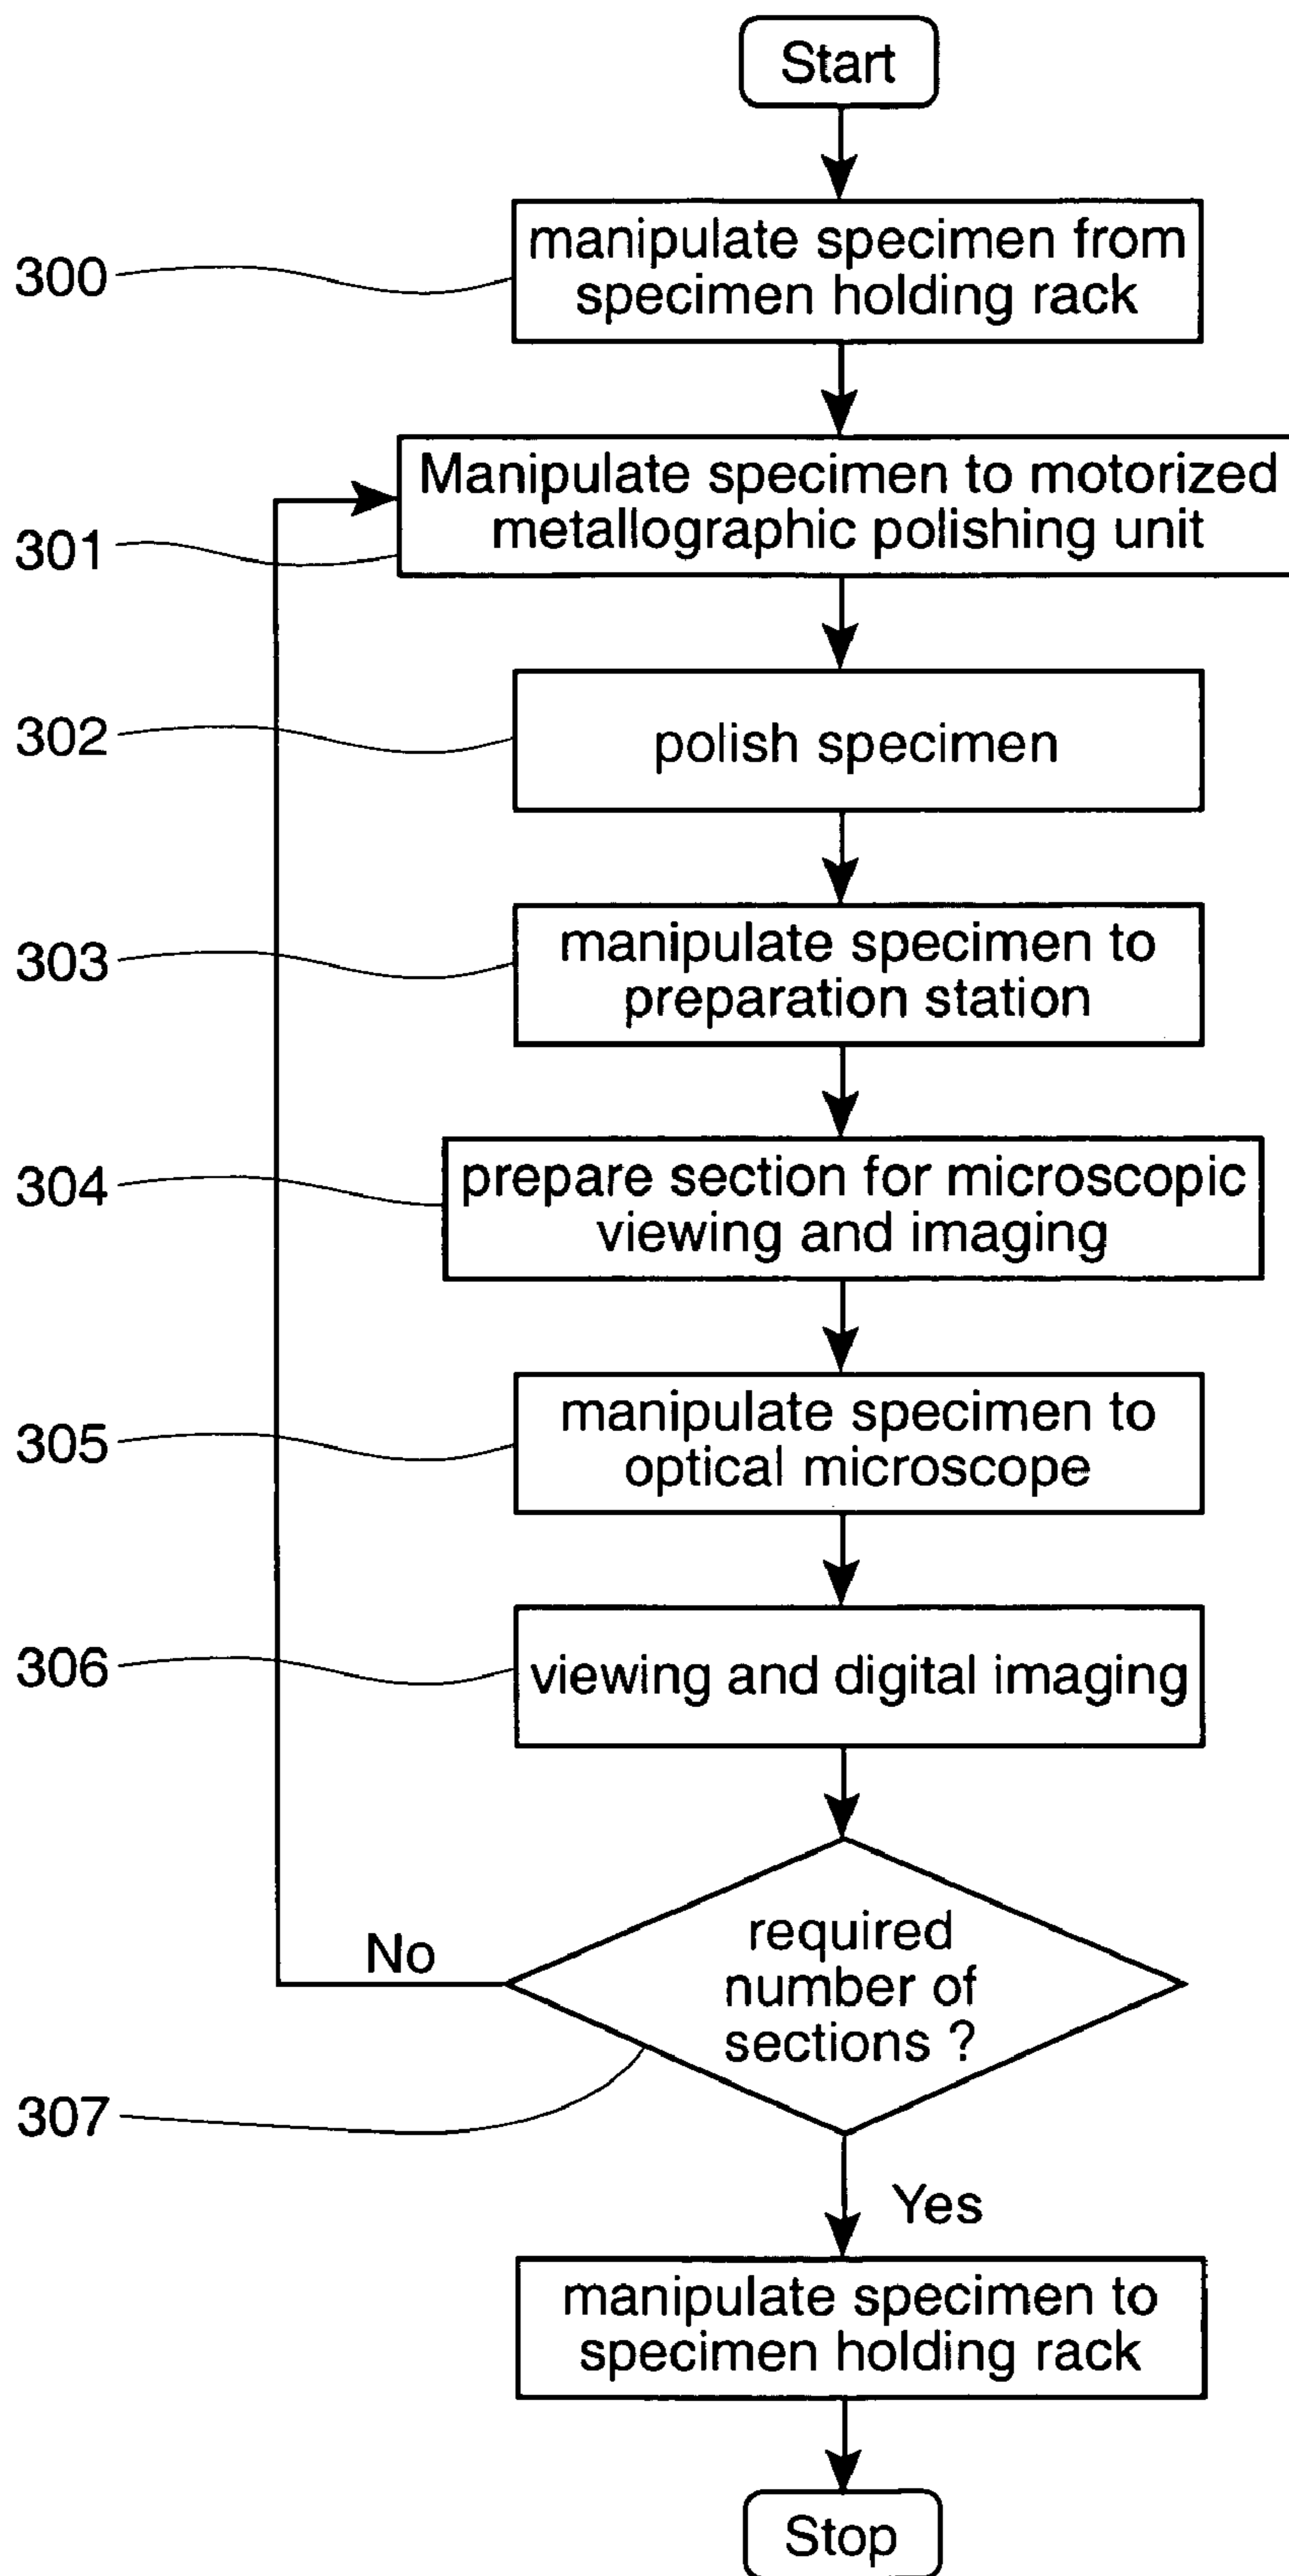 Start
300
manipulate specimen from
specimen holding rack
301
Manipulate specimen to motorized
metallographic polishing unit
302
polish specimen
303
manipulate specimen to
preparation station
304
prepare section for microscopic
viewing and imaging
305
manipulate specimen to
optical microscope
306
viewing and digital imaging
No
required
number of
sections ?
307
Yes
manipulate specimen to
specimen holding rack
Stop